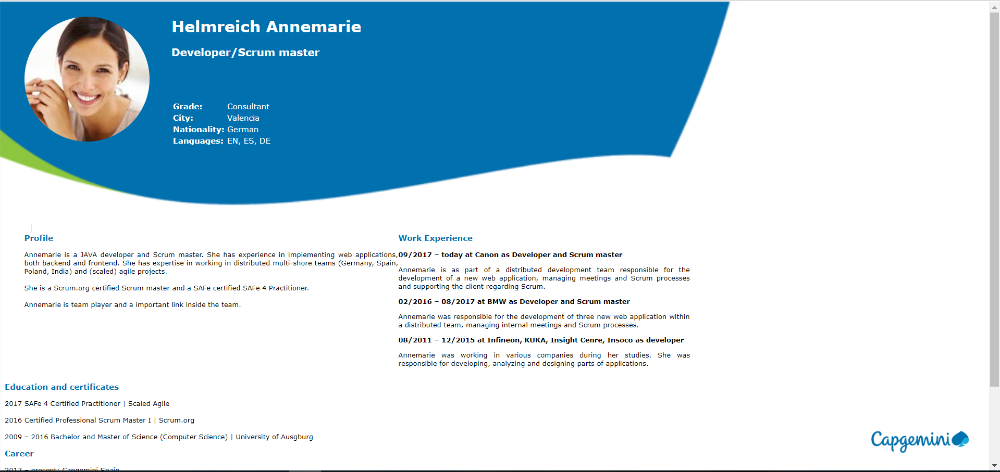 Helmreich Annemarie
Developer/Scrum master
Grade: Consultant
City: Valencia
Nationality: German
Languages: EN, ES, DE
Profile
Annemarie is a JAVA developer and Scrum master. She has experience in implementing web applications,
both backend and frontend. She has expertise in working in distributed multi-shore teams (Germany, Spain,
Poland, India) and (scaled) agile projects.
She is a Scrum.org certified Scrum master and a SAFe certified SAFe 4 Practitioner.
Annemarie is team player and a important link inside the team.
Work Experience
09/2017 – today at Canon as Developer and Scrum master
Annemarie is as part of a distributed development team responsible for the
development of a new web application, managing meetings and Scrum processes
and supporting the client regarding Scrum.
02/2016 – 08/2017 at BMW as Developer and Scrum master
Annemarie was responsible for the development of three new web application within
a distributed team, managing internal meetings and Scrum processes.
08/2011 – 12/2015 at Infineon, KUKA, Insight Cenre, Insoco as developer
Annemarie was working in various companies during her studies. She was
responsible for developing, analyzing and designing parts of applications.
Education and certificates
2017 SAFe 4 Certified Practitioner | Scaled Agile
2016 Certified Professional Scrum Master I | Scrum.org
2009 – 2016 Bachelor and Master of Science (Computer Science) | University of Ausgburg
Career
2017 – present: Capgemini Spain
Capgemini